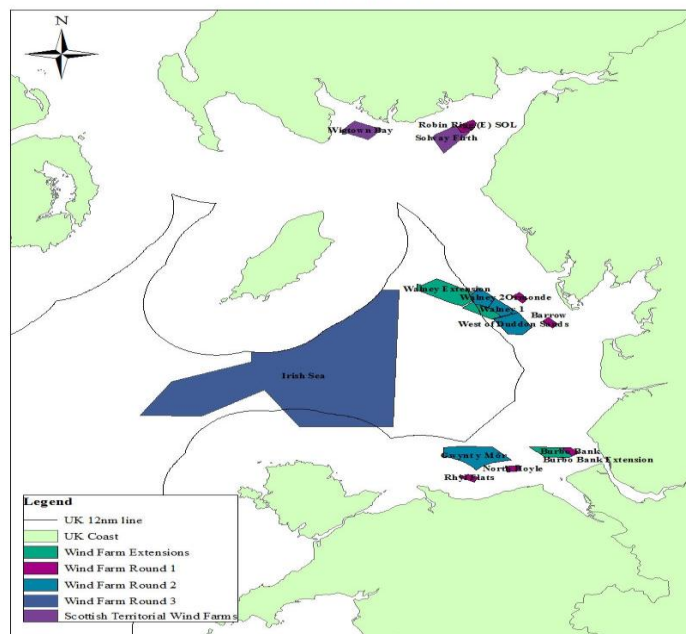 N
Wigtown Bay
Robin Rigg (E) SOL
Solway Firth
Walney Extension
Walney 2
Ormonde
Walney 1
Barrow
West of Duddon Sands
Irish Sea
Gwynt y Môr
Burbo Bank
Burbo Bank Extension
North Hoyle
Rhyl Flats
Legend
UK 12nm line
UK Coast
Wind Farm Extensions
Wind Farm Round 1
Wind Farm Round 2
Wind Farm Round 3
Scottish Territorial Wind Farms